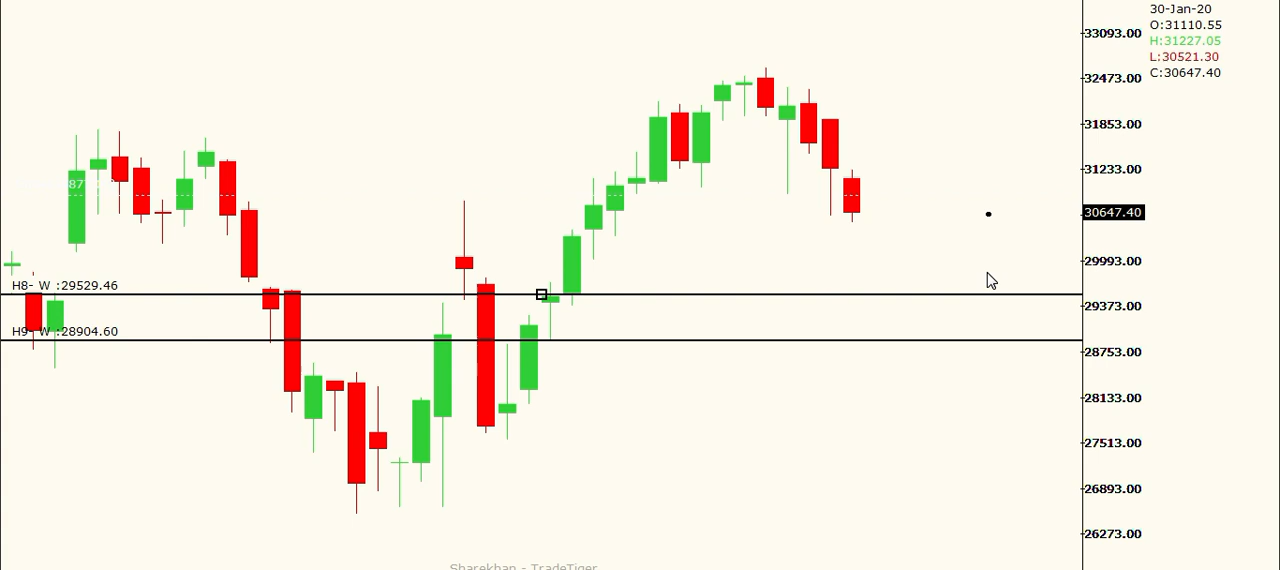 30-Jan-20
O:31110.55
H:31227.05
L:30521.30
C:30647.40
33093.00
32473.00
31853.00
31233.00
30647.40
29993.00
29373.00
28753.00
28133.00
27513.00
26893.00
26273.00
H8- W :29529.46
H9- W :28904.60
Sharekhan - TradeTiger